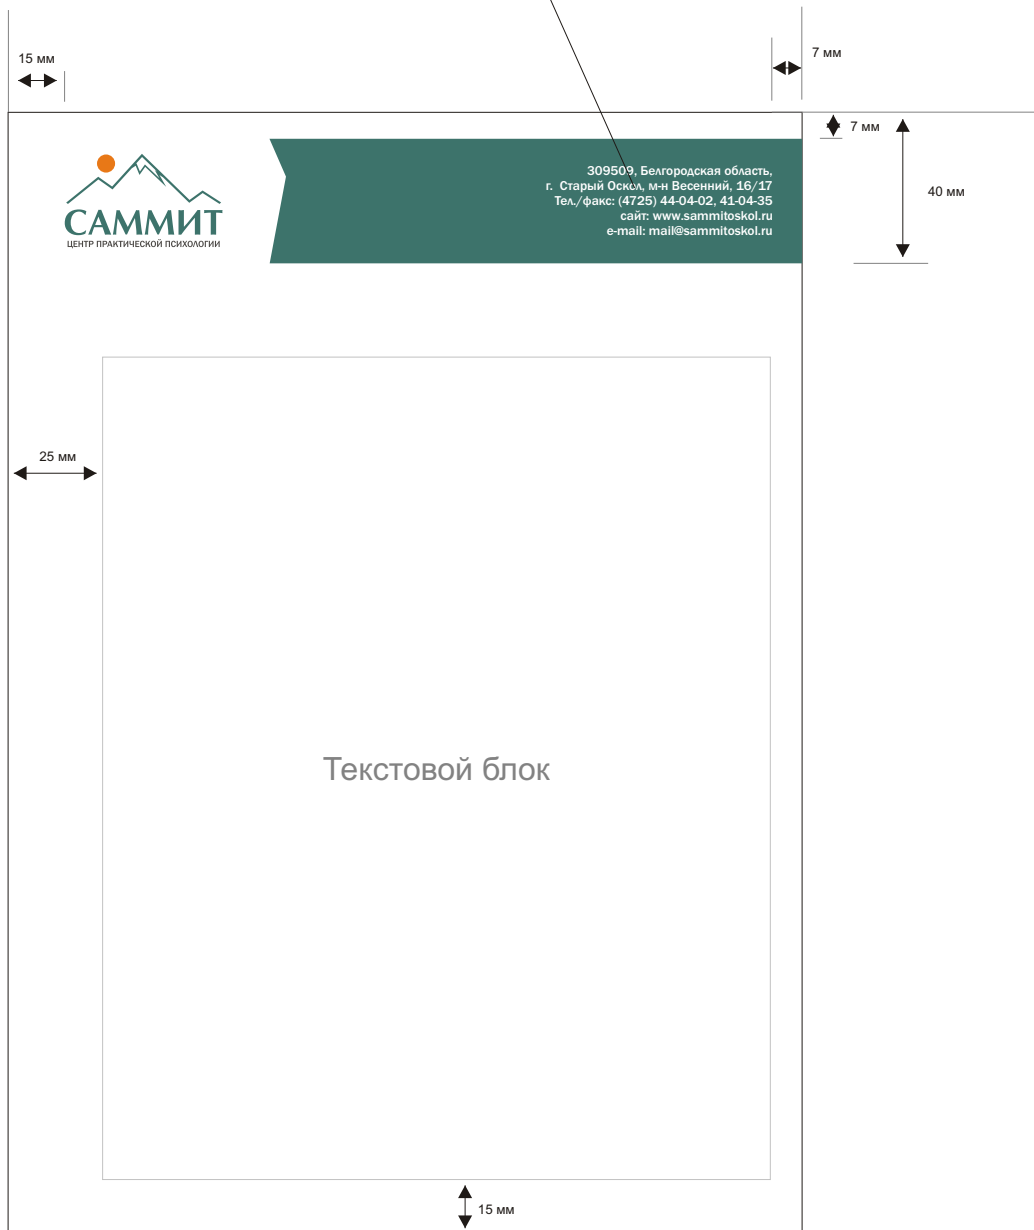 15 мм
7 мм
7 мм
40 мм
САММИТ
ЦЕНТР ПРАКТИЧЕСКОЙ ПСИХОЛОГИИ
309509, Белгородская область,
г. Старый Оскол, м-н Весенний, 16/17
Тел./факс: (4725) 44-04-02, 41-04-35
сайт: www.sammitoskol.ru
e-mail: mail@sammitoskol.ru
25 мм
Текстовой блок
15 мм